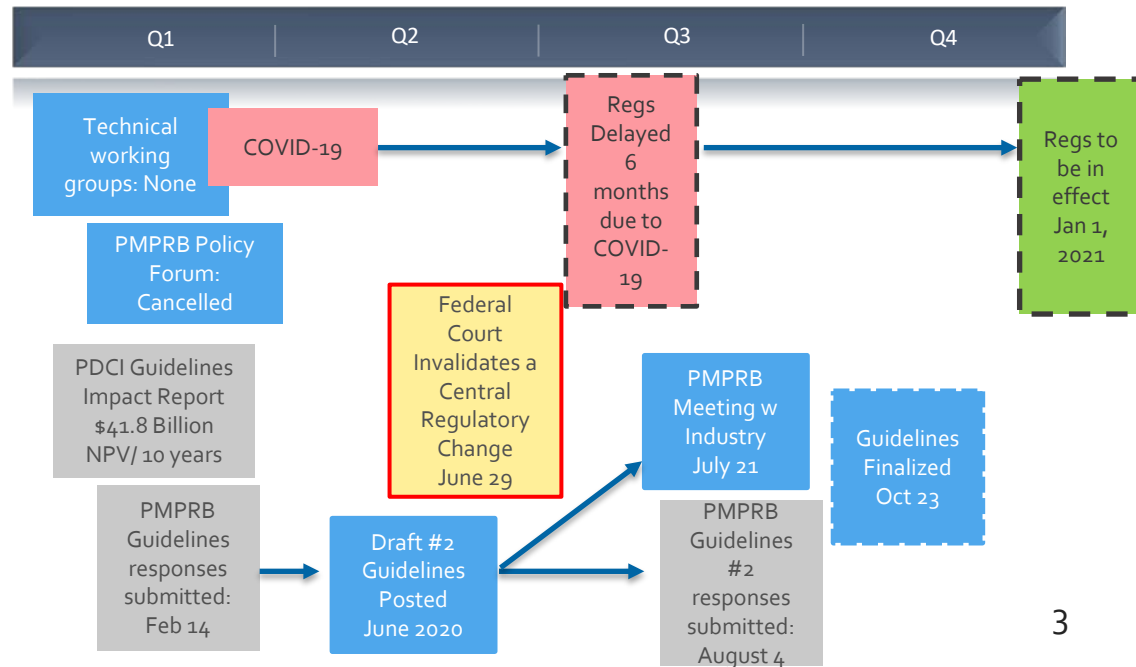 Q1
Q2
Q3
Q4
Technical
working
groups: None
COVID-19
Regs
Delayed
6
months
due to
COVID-
19
Regs to
be in
effect
Jan 1,
2021
PMPRB Policy
Forum:
Cancelled
Federal
Court
Invalidates a
Central
Regulatory
Change
June 29
PDCI Guidelines
Impact Report
$41.8 Billion
NPV/ 10 years
PMPRB
Meeting w
Industry
July 21
Guidelines
Finalized
Oct 23
PMPRB
Guidelines
responses
submitted:
Feb 14
Draft #2
Guidelines
Posted
June 2020
PMPRB
Guidelines
#2
responses
submitted:
August 4
3